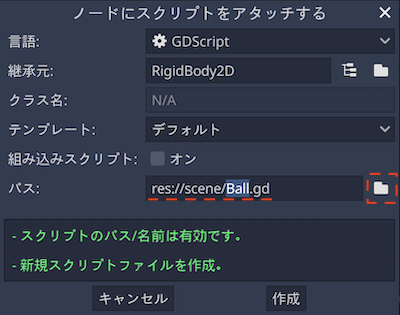 ノードにスクリプトをアタッチする
言語: GDScript
継承元: RigidBody2D
クラス名: N/A
テンプレート: デフォルト
組み込みスクリプト: オン
パス: res://scene/Ball.gd
- スクリプトのパス/名前は有効です。
- 新規スクリプトファイルを作成。
キャンセル 作成